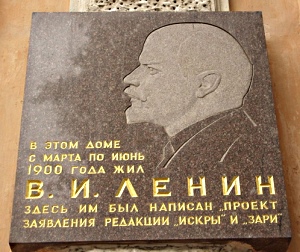 В ЭТОМ ДОМЕ
С МАРТА ПО ИЮНЬ
1900 ГОДА ЖИЛ
В. И. ЛЕНИН
ЗДЕСЬ ИМ БЫЛ НАПИСАН „ПРОЕКТ
ЗАЯВЛЕНИЯ РЕДАКЦИИ „ИСКРЫ" И „ЗАРИ"